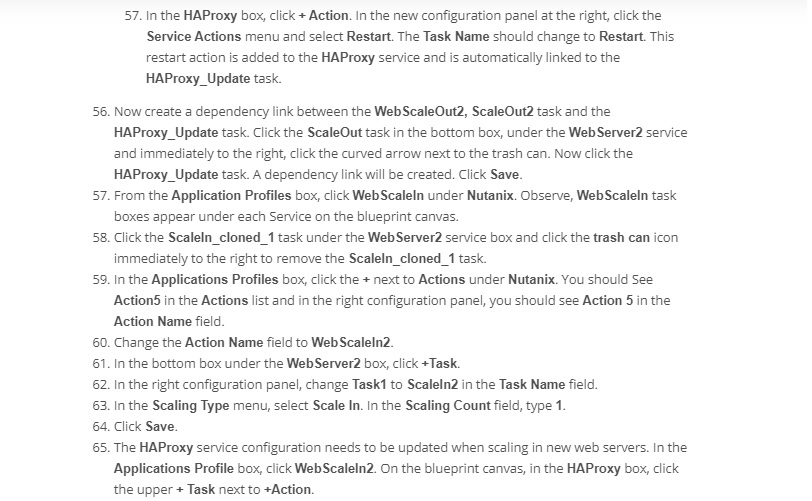 57. In the HAProxy box, click + Action. In the new configuration panel at the right, click the
Service Actions menu and select Restart. The Task Name should change to Restart. This
restart action is added to the HAProxy service and is automatically linked to the
HAProxy_Update task.
56. Now create a dependency link between the WebScaleOut2, ScaleOut2 task and the
HAProxy_Update task. Click the ScaleOut task in the bottom box, under the WebServer2 service
and immediately to the right, click the curved arrow next to the trash can. Now click the
HAProxy_Update task. A dependency link will be created. Click Save.
57. From the Application Profiles box, click WebScaleIn under Nutanix. Observe, WebScaleIn task
boxes appear under each Service on the blueprint canvas.
58. Click the ScaleIn_cloned_1 task under the WebServer2 service box and click the trash can icon
immediately to the right to remove the ScaleIn_cloned_1 task.
59. In the Applications Profiles box, click the + next to Actions under Nutanix. You should See
Action5 in the Actions list and in the right configuration panel, you should see Action 5 in the
Action Name field.
60. Change the Action Name field to WebScaleIn2.
61. In the bottom box under the WebServer2 box, click +Task.
62. In the right configuration panel, change Task1 to ScaleIn2 in the Task Name field.
63. In the Scaling Type menu, select Scale In. In the Scaling Count field, type 1.
64. Click Save.
65. The HAProxy service configuration needs to be updated when scaling in new web servers. In the
Applications Profile box, click WebScaleIn2. On the blueprint canvas, in the HAProxy box, click
the upper + Task next to +Action.